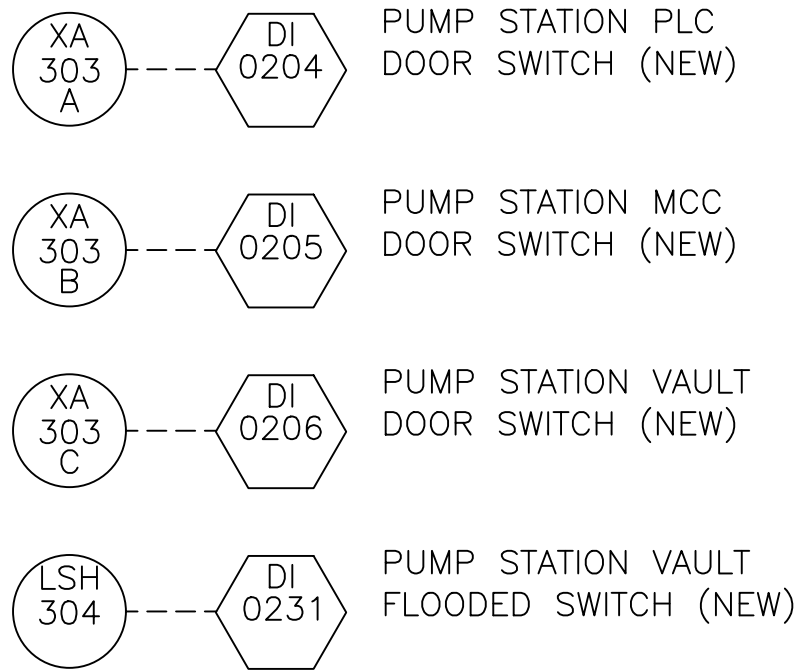 XA
303
A
DI
0204
PUMP STATION PLC
DOOR SWITCH (NEW)
XA
303
B
DI
0205
PUMP STATION MCC
DOOR SWITCH (NEW)
XA
303
C
DI
0206
PUMP STATION VAULT
DOOR SWITCH (NEW)
LSH
304
DI
0231
PUMP STATION VAULT
FLOODED SWITCH (NEW)